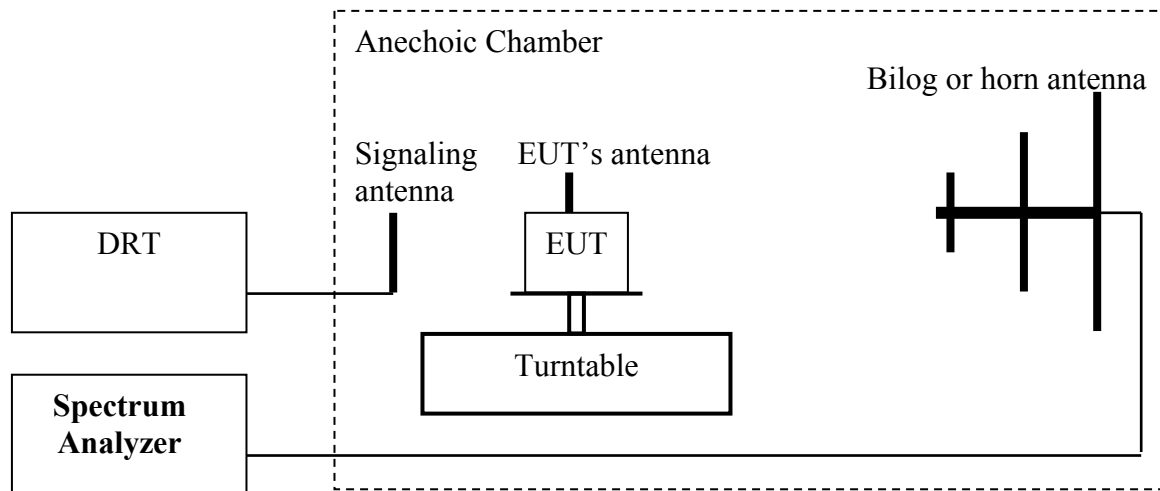 Anechoic Chamber
Bilog or horn antenna
Signaling
antenna
EUT’s antenna
DRT
EUT
Turntable
Spectrum
Analyzer